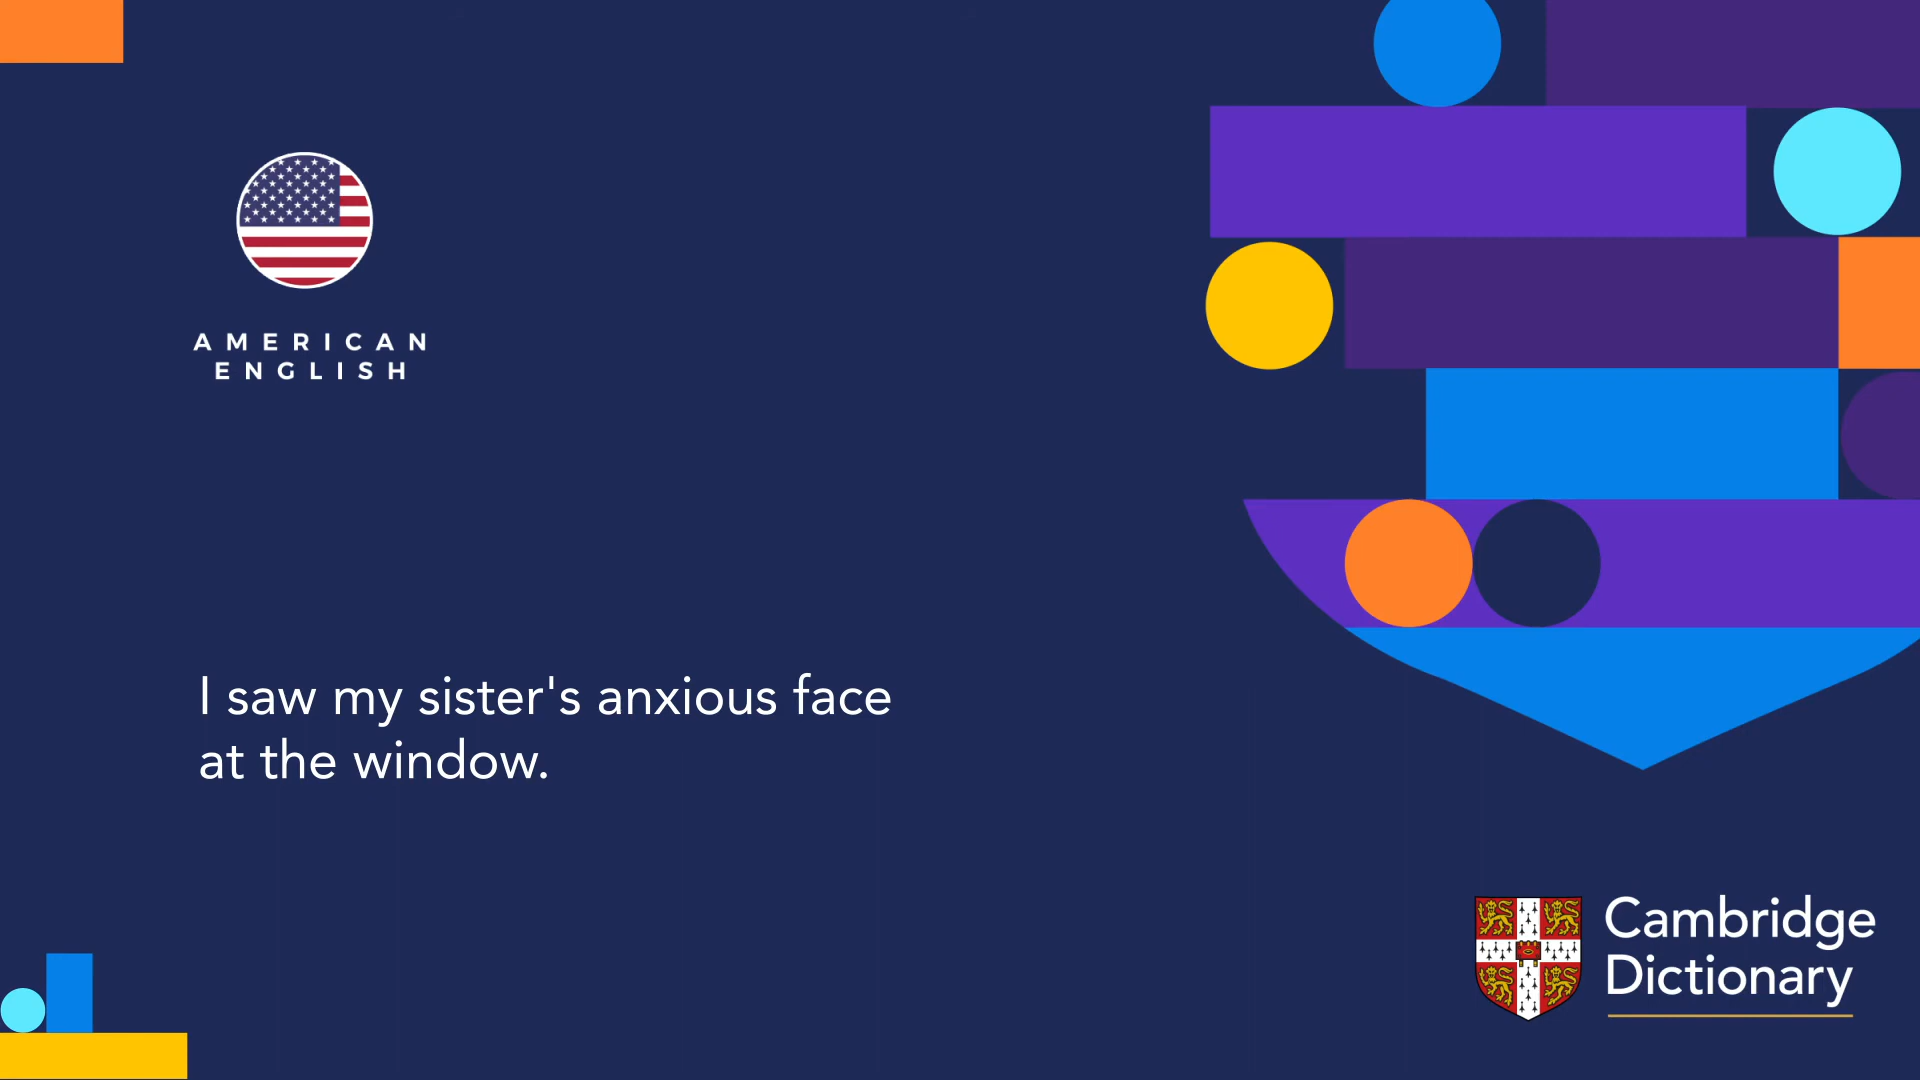 AMERICAN
ENGLISH
I saw my sister's anxious face
at the window.
Cambridge
Dictionary